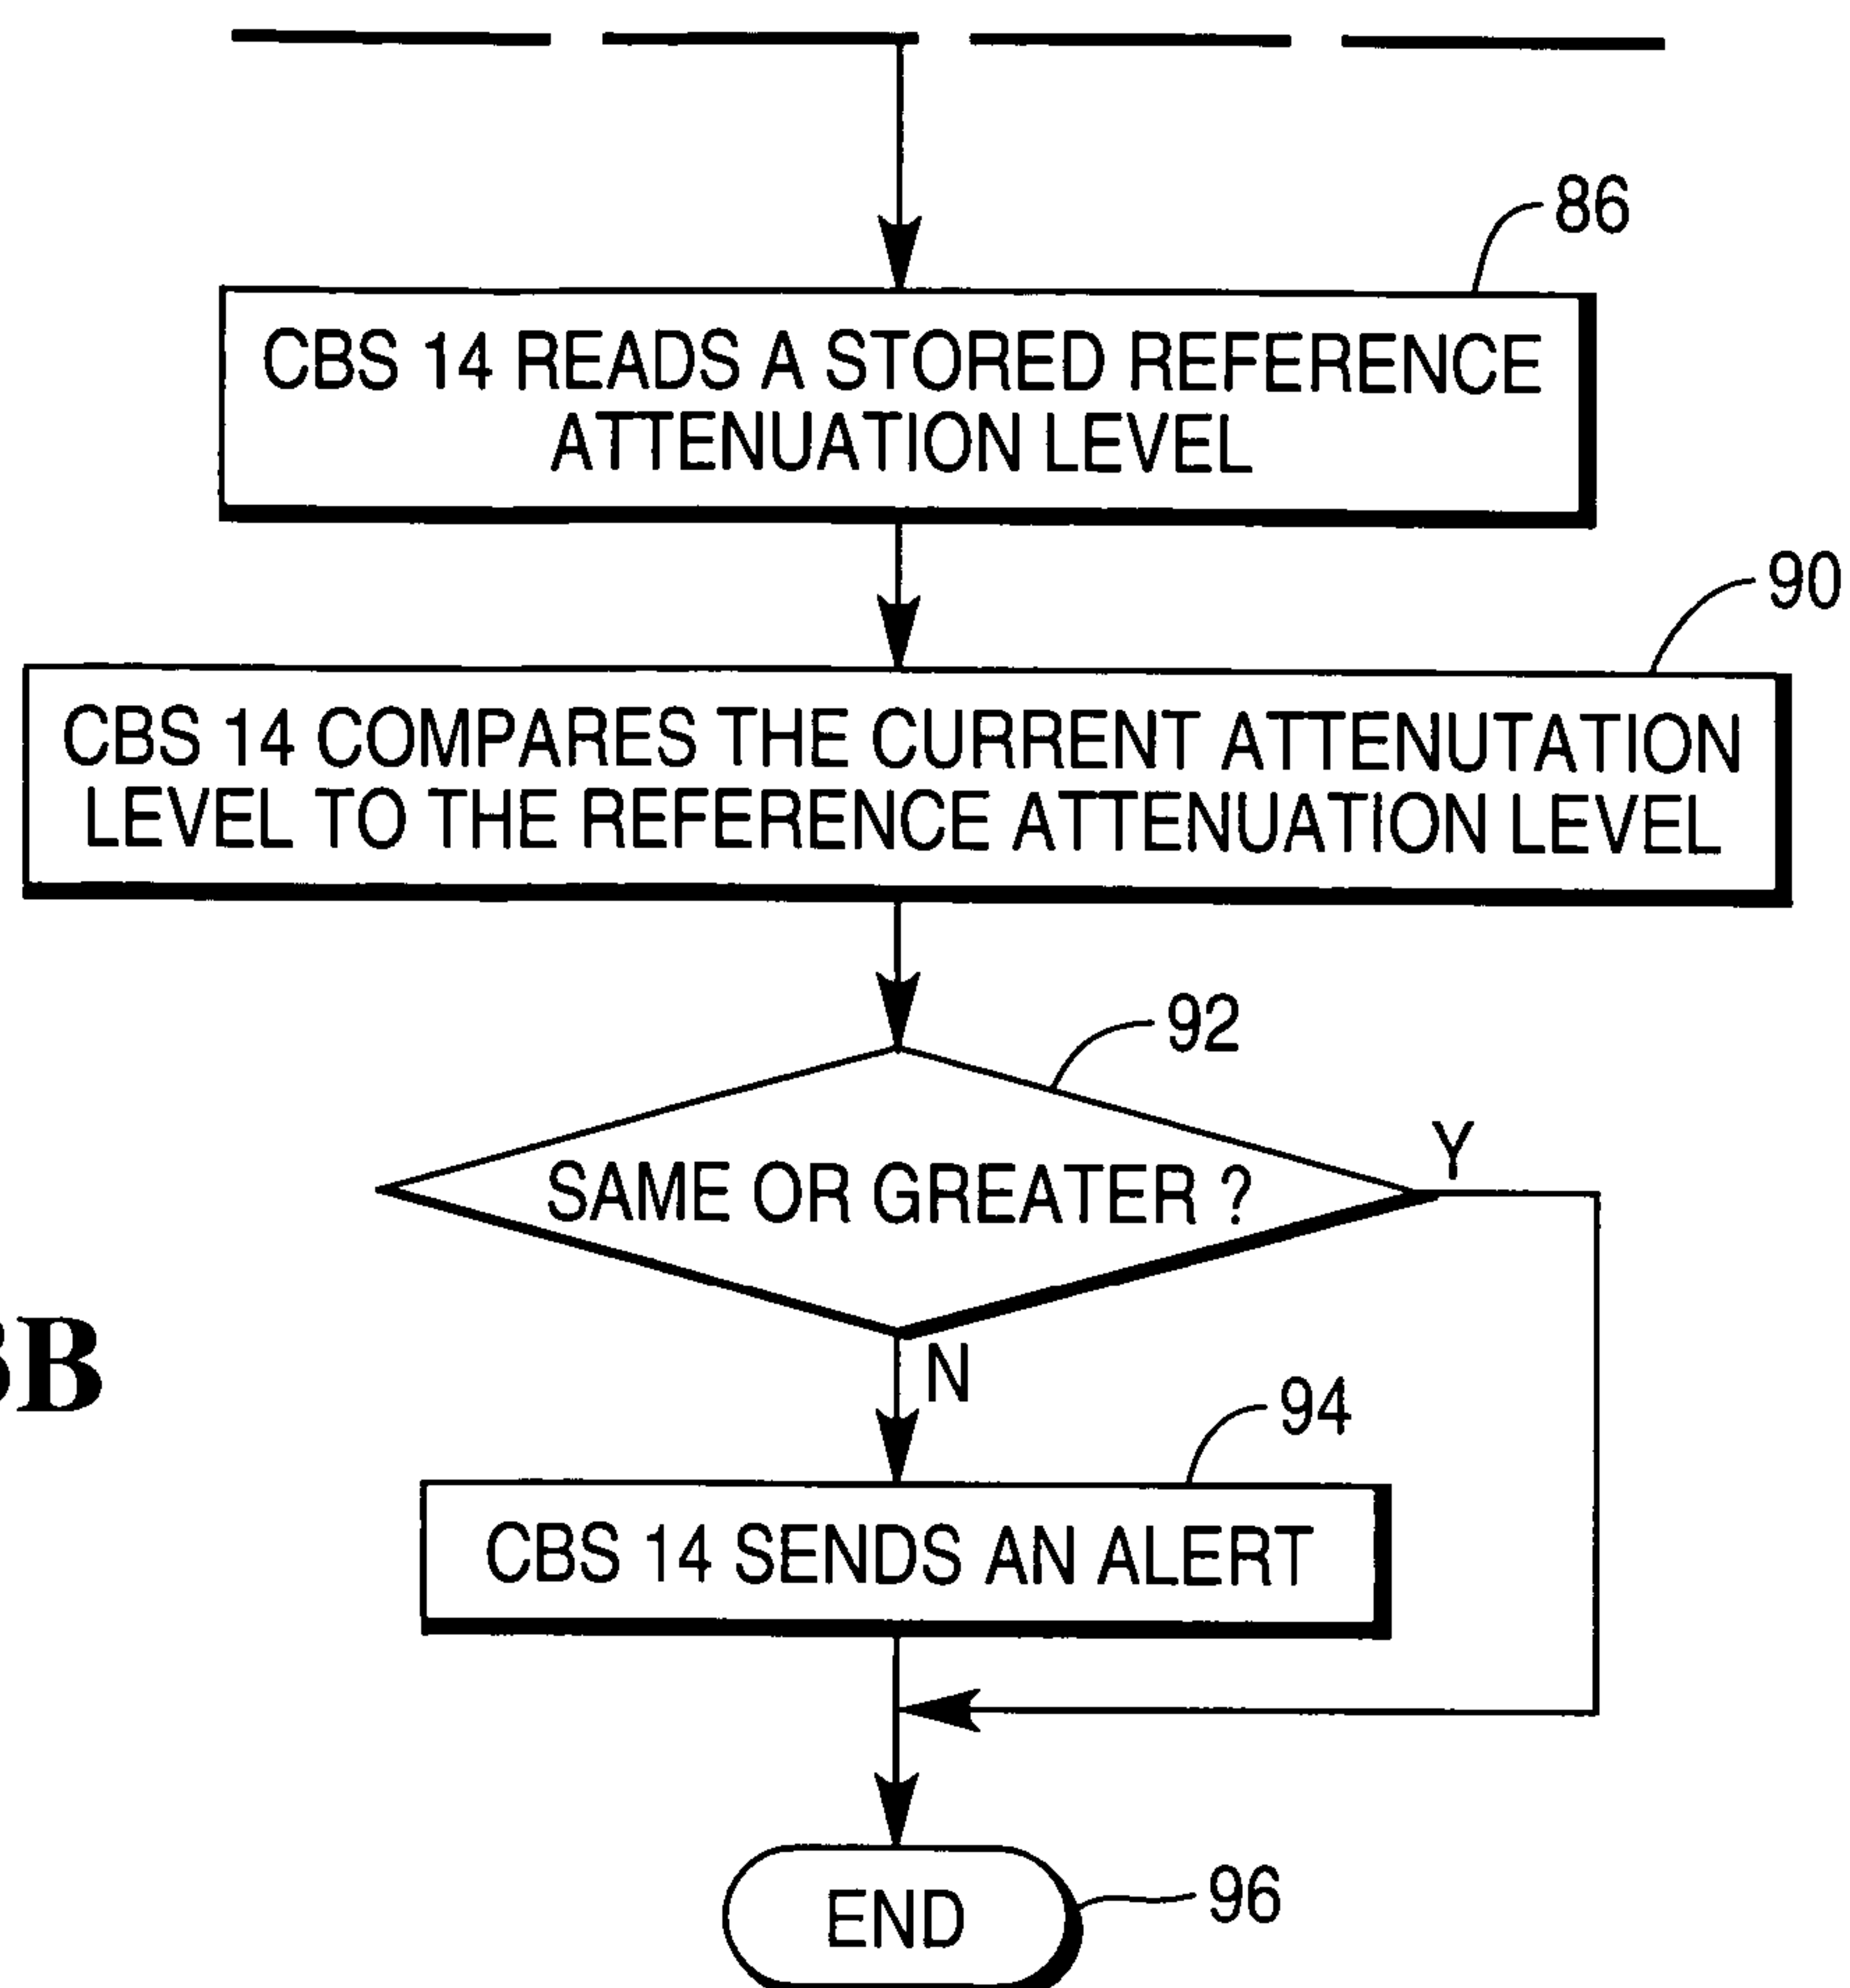 86
CBS 14 READS A STORED REFERENCE
ATTENUATION LEVEL
90
CBS 14 COMPARES THE CURRENT ATTENUTATION
LEVEL TO THE REFERENCE ATTENUATION LEVEL
92
SAME OR GREATER ?
Y
N
B
94
CBS 14 SENDS AN ALERT
END
96